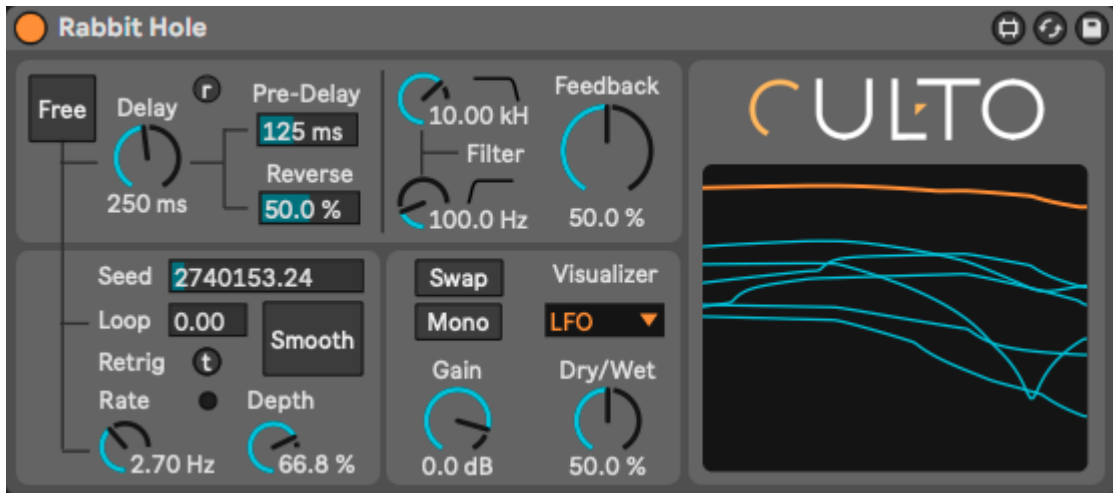 Rabbit Hole
Free
Delay
r
Pre-Delay
125 ms
Reverse
50.0 %
250 ms
10.00 kH
Filter
100.0 Hz
Feedback
50.0 %
CULTO
Seed
2740153.24
Loop
0.00
Smooth
Retrig
t
Rate
2.70 Hz
Depth
66.8 %
Swap
Mono
Visualizer
LFO
Gain
0.0 dB
Dry/Wet
50.0 %